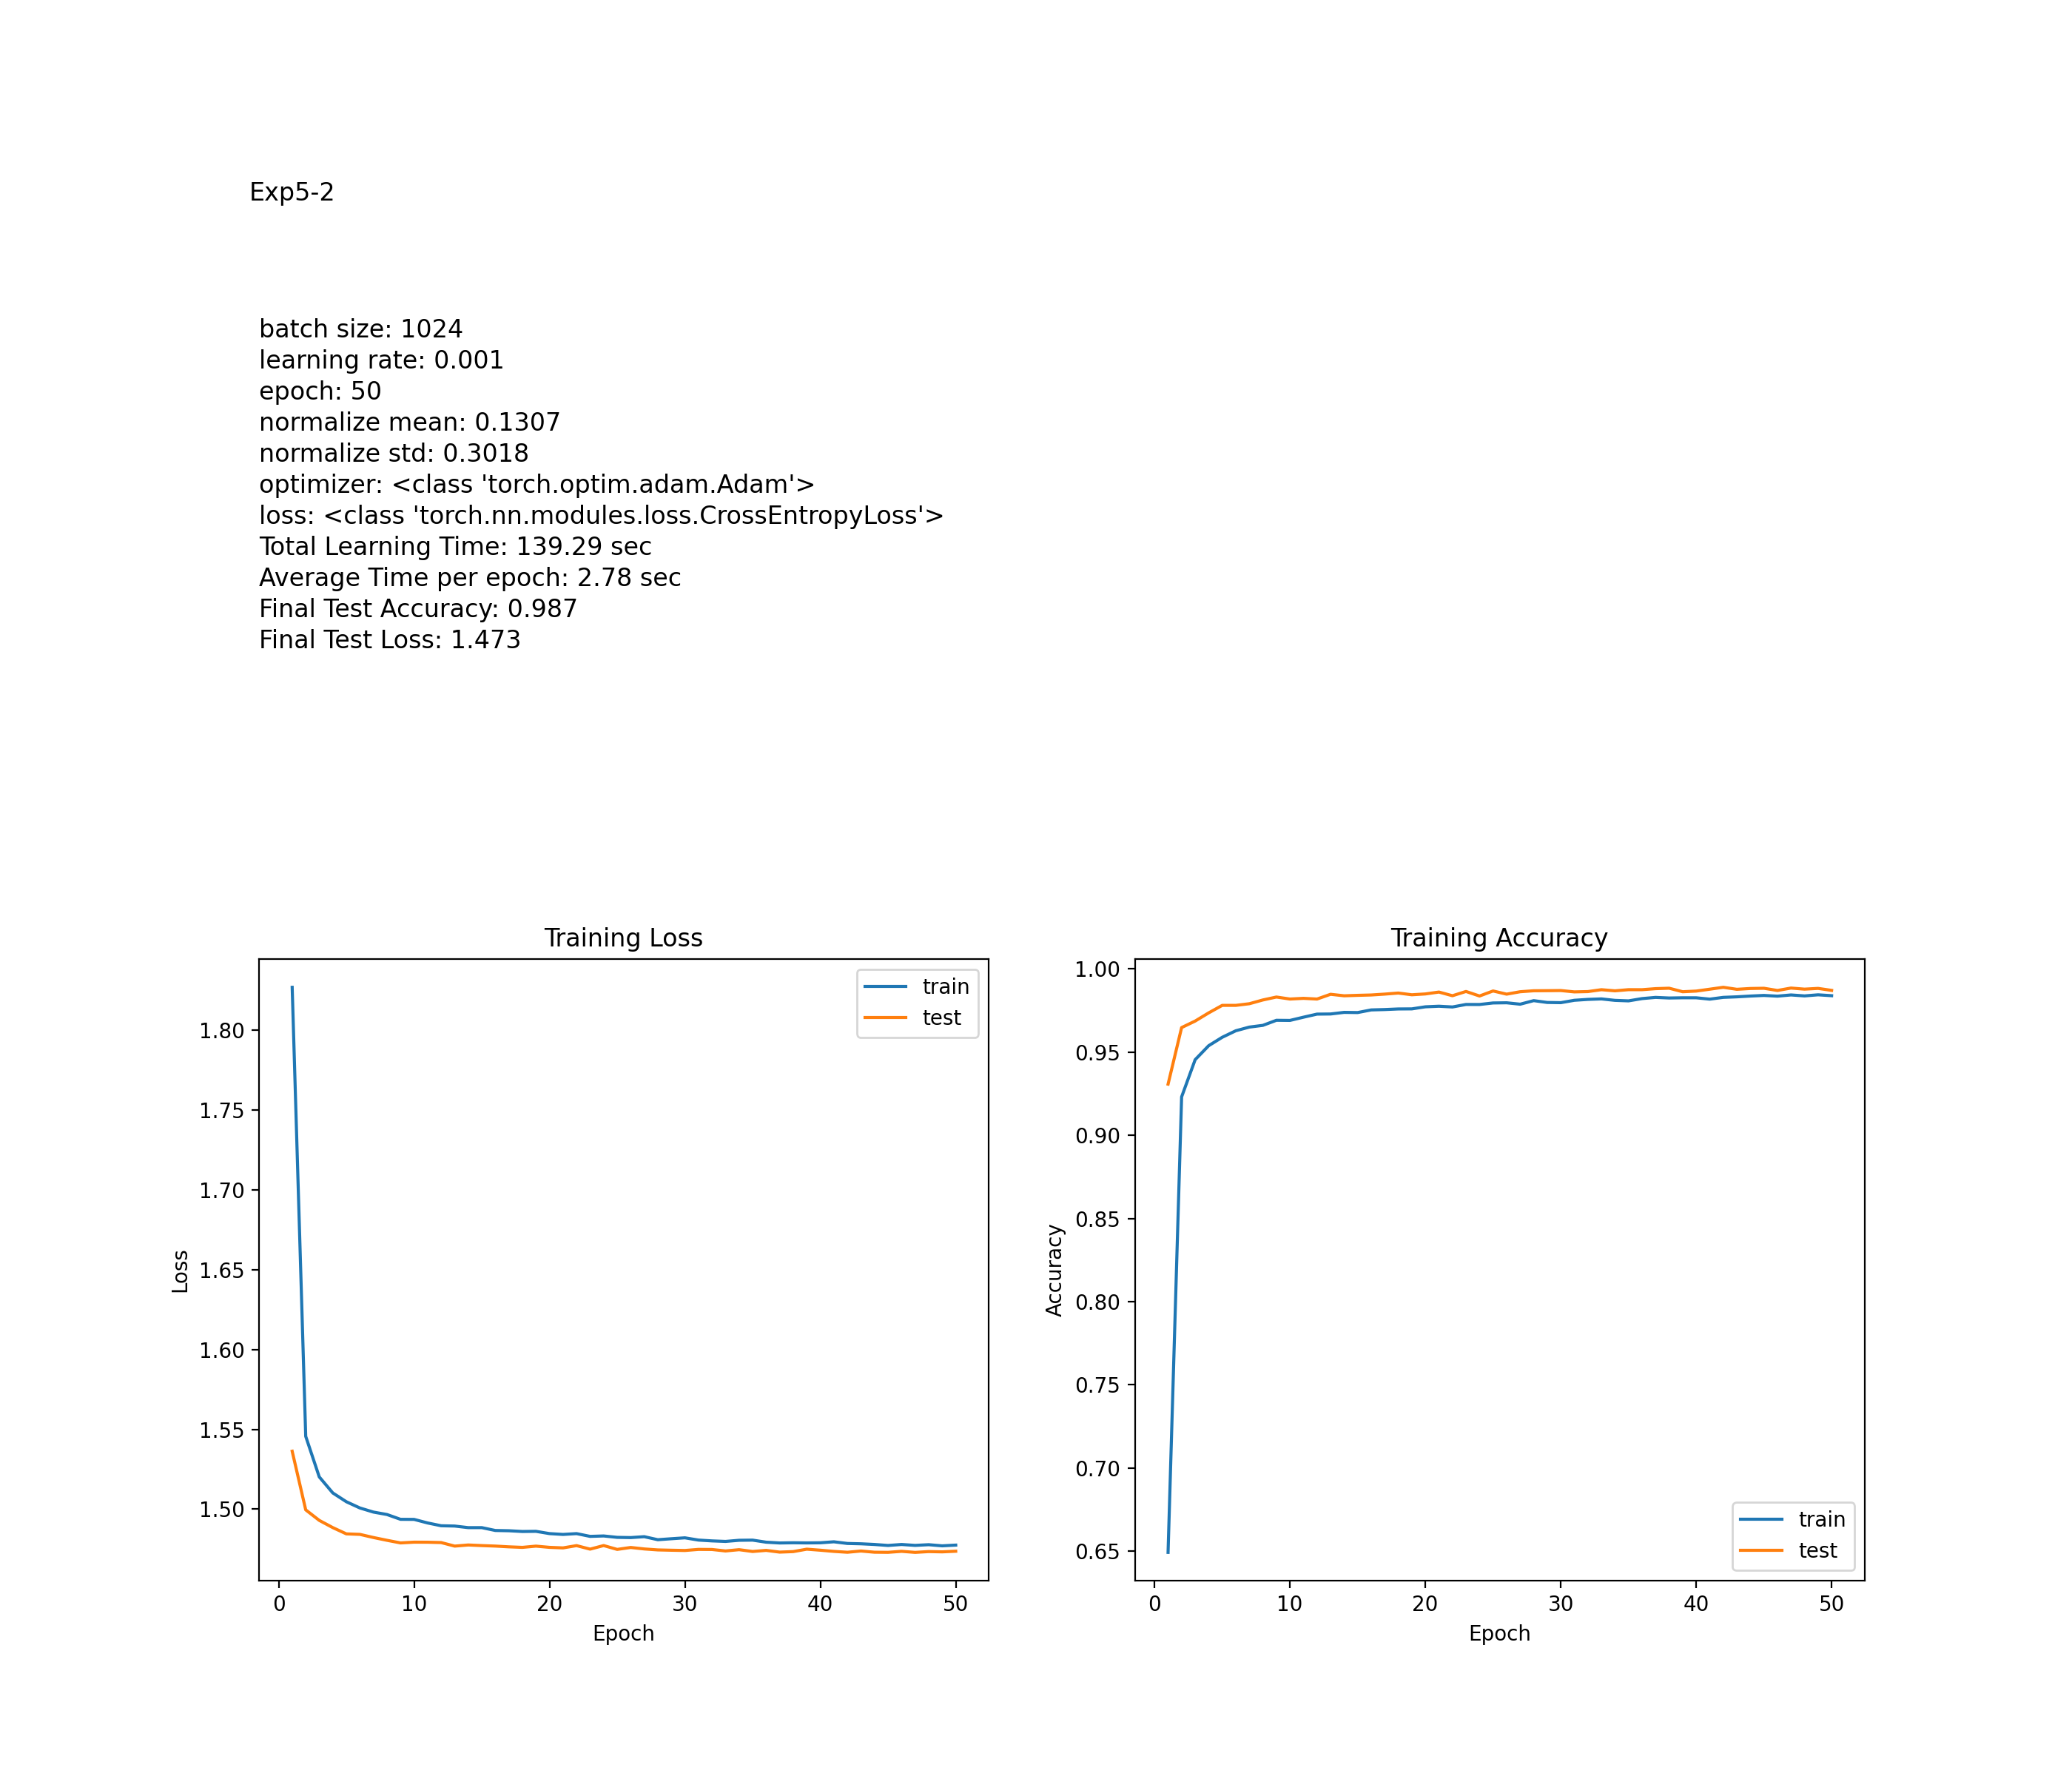 Exp5-2
batch size: 1024
learning rate: 0.001
epoch: 50
normalize mean: 0.1307
normalize std: 0.3018
optimizer: <class 'torch.optim.adam.Adam'>
loss: <class 'torch.nn.modules.loss.CrossEntropyLoss'>
Total Learning Time: 139.29 sec
Average Time per epoch: 2.78 sec
Final Test Accuracy: 0.987
Final Test Loss: 1.473
Training Loss
train
test
1.80
1.75
1.70
1.65
1.60
1.55
1.50
Loss
0 10 20 30 40 50
Epoch
Training Accuracy
1.00
0.95
0.90
0.85
0.80
0.75
0.70
0.65
Accuracy
train
test
0 10 20 30 40 50
Epoch